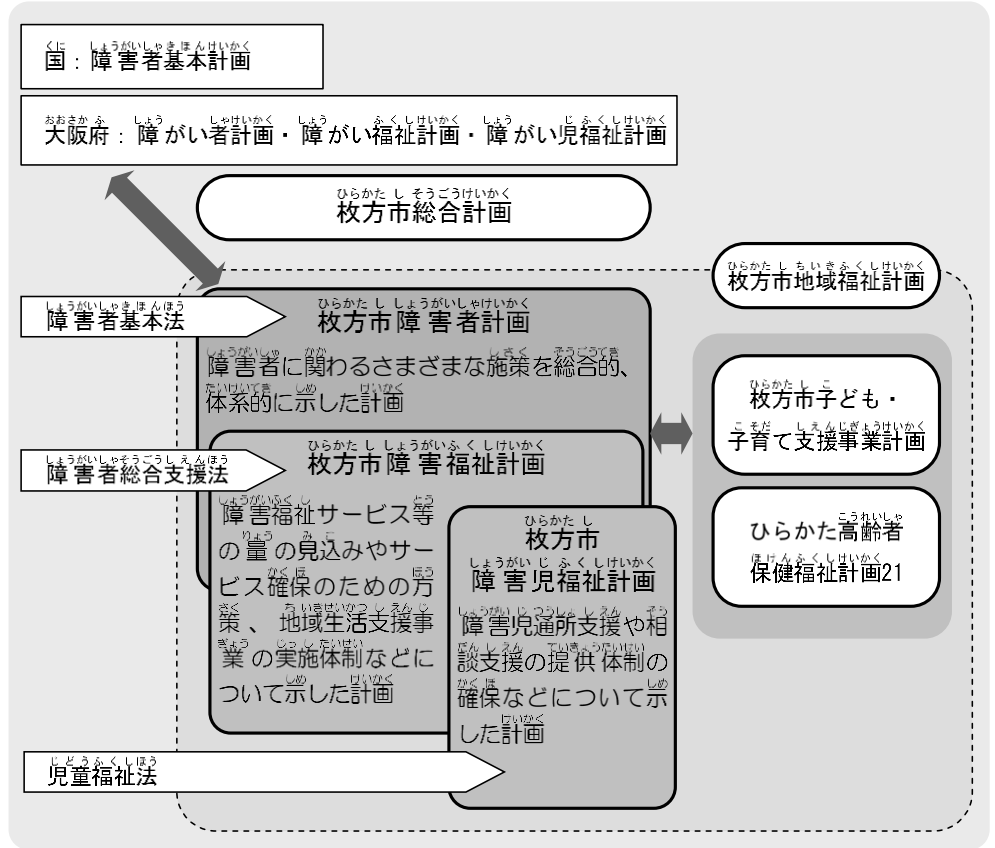 国：障害者基本計画
大阪府：障がい者計画・障がい福祉計画・障がい児福祉計画
枚方市総合計画
枚方市地域福祉計画
障害者基本法
枚方市障害者計画
障害者に関わるさまざまな施策を総合的、
体系的に示した計画
枚方市子ども・
子育て支援事業計画
障害者総合支援法
枚方市障害福祉計画
障害福祉サービス等
の量の見込みやサー
ビス確保のための方
策、地域生活支援事
業の実施体制などに
ついて示した計画
ひらかた高齢者
保健福祉計画21
枚方市
障害児福祉計画
障害児通所支援や相
談支援の提供体制の
確保などについて示
した計画
児童福祉法